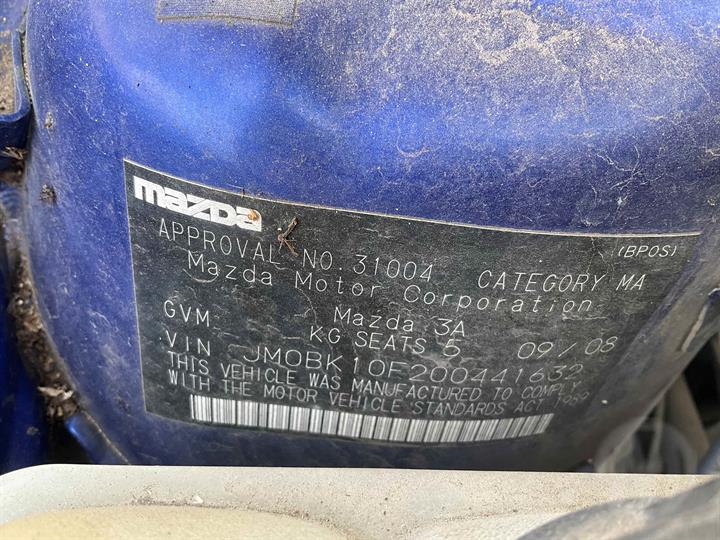 mazda
APPROVAL NO. 31004 CATEGORY MA (BPOS)
Mazda Motor Corporation
Mazda 3A
GVM KG SEATS 5 09/08
VIN JM0BK10F200441632
THIS VEHICLE WAS MANUFACTURED TO COMPLY
WITH THE MOTOR VEHICLE STANDARDS ACT 1989